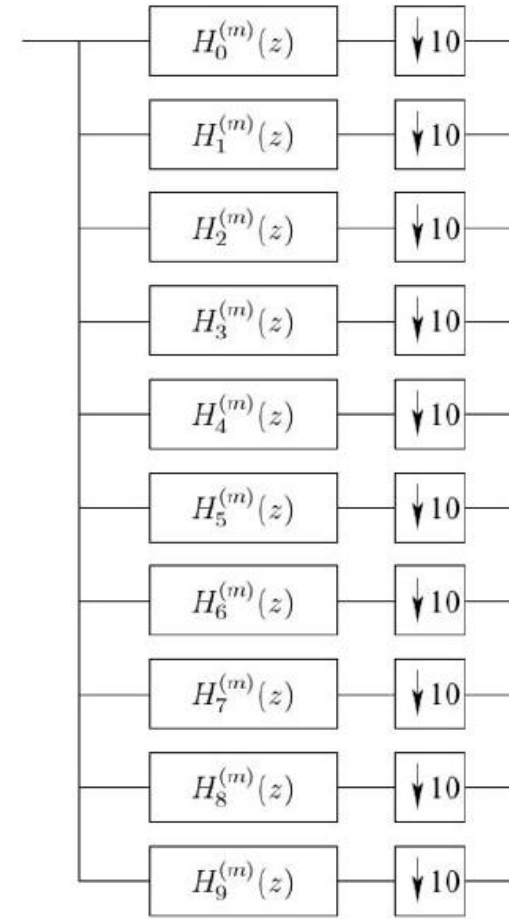 H_0^{(m)}(z) ↓10
H_1^{(m)}(z) ↓10
H_2^{(m)}(z) ↓10
H_3^{(m)}(z) ↓10
H_4^{(m)}(z) ↓10
H_5^{(m)}(z) ↓10
H_6^{(m)}(z) ↓10
H_7^{(m)}(z) ↓10
H_8^{(m)}(z) ↓10
H_9^{(m)}(z) ↓10